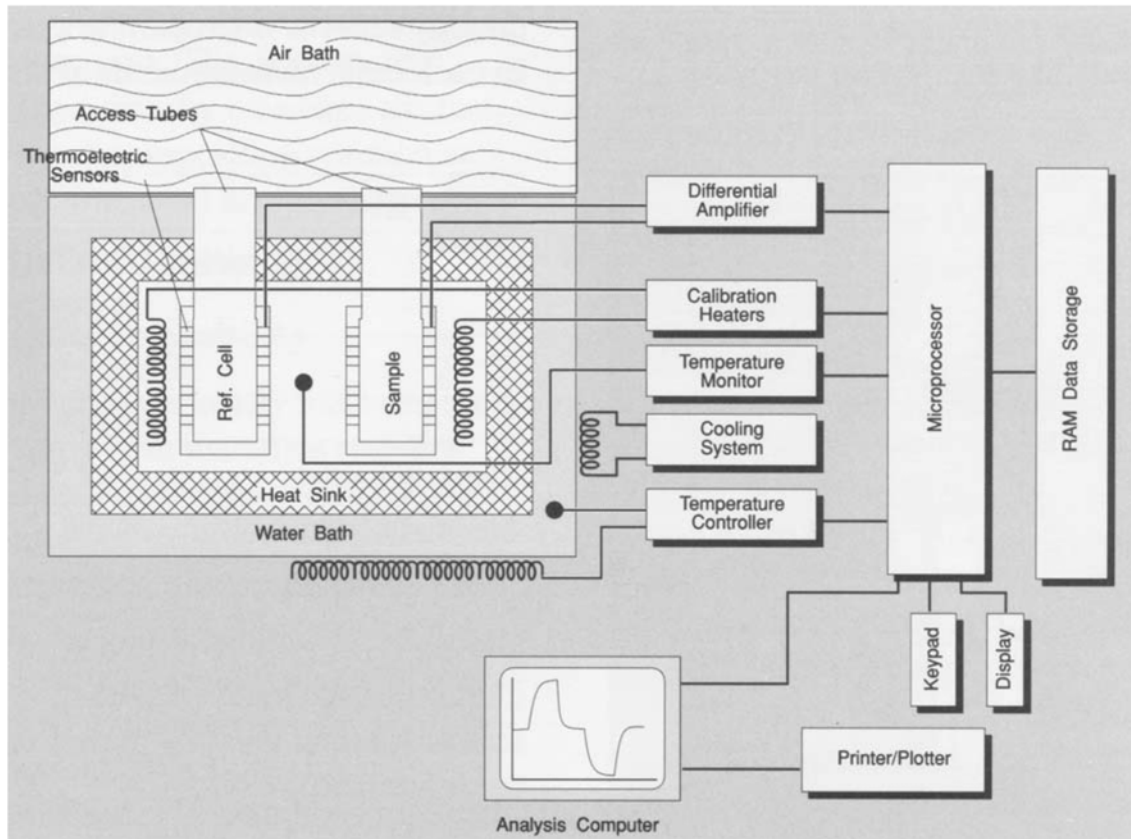 Air Bath
Access Tubes
Thermoelectric
Sensors
Differential
Amplifier
Calibration
Heaters
Temperature
Monitor
Cooling
System
Temperature
Controller
Ref. Cell
Sample
Heat Sink
Water Bath
Microprocessor
RAM Data Storage
Keypad
Display
Printer/Plotter
Analysis Computer